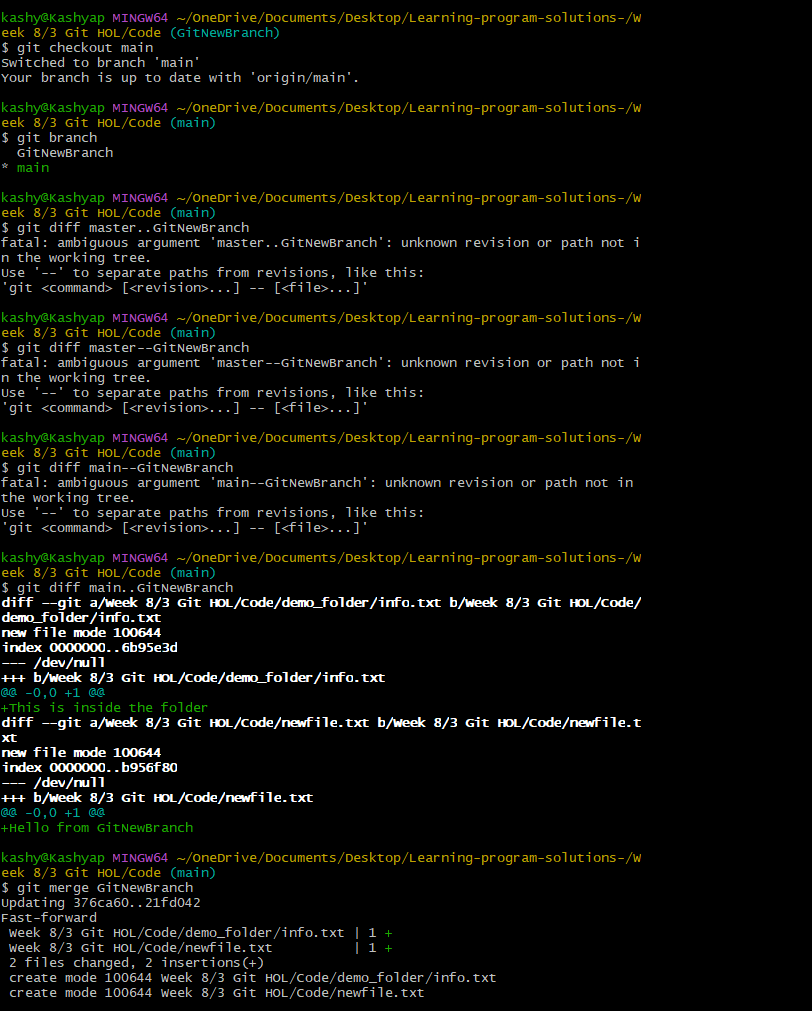 kashy@Kashyap MINGW64 ~/OneDrive/Documents/Desktop/Learning-program-solutions-/W
eek 8/3 Git HOL/Code (GitNewBranch)
$ git checkout main
Switched to branch 'main'
Your branch is up to date with 'origin/main'.
kashy@Kashyap MINGW64 ~/OneDrive/Documents/Desktop/Learning-program-solutions-/W
eek 8/3 Git HOL/Code (main)
$ git branch
  GitNewBranch
* main
kashy@Kashyap MINGW64 ~/OneDrive/Documents/Desktop/Learning-program-solutions-/W
eek 8/3 Git HOL/Code (main)
$ git diff master..GitNewBranch
fatal: ambiguous argument 'master..GitNewBranch': unknown revision or path not i
n the working tree.
Use '--' to separate paths from revisions, like this:
'git <command> [<revision>...] -- [<file>...]'
kashy@Kashyap MINGW64 ~/OneDrive/Documents/Desktop/Learning-program-solutions-/W
eek 8/3 Git HOL/Code (main)
$ git diff master--GitNewBranch
fatal: ambiguous argument 'master--GitNewBranch': unknown revision or path not i
n the working tree.
Use '--' to separate paths from revisions, like this:
'git <command> [<revision>...] -- [<file>...]'
kashy@Kashyap MINGW64 ~/OneDrive/Documents/Desktop/Learning-program-solutions-/W
eek 8/3 Git HOL/Code (main)
$ git diff main--GitNewBranch
fatal: ambiguous argument 'main--GitNewBranch': unknown revision or path not in
the working tree.
Use '--' to separate paths from revisions, like this:
'git <command> [<revision>...] -- [<file>...]'
kashy@Kashyap MINGW64 ~/OneDrive/Documents/Desktop/Learning-program-solutions-/W
eek 8/3 Git HOL/Code (main)
$ git diff main..GitNewBranch
diff --git a/Week 8/3 Git HOL/Code/demo_folder/info.txt b/Week 8/3 Git HOL/Code/
demo_folder/info.txt
new file mode 100644
index 0000000..6b95e3d
--- /dev/null
+++ b/Week 8/3 Git HOL/Code/demo_folder/info.txt
@@ -0,0 +1 @@
+This is inside the folder
diff --git a/Week 8/3 Git HOL/Code/newfile.txt b/Week 8/3 Git HOL/Code/newfile.t
xt
new file mode 100644
index 0000000..b956f80
--- /dev/null
+++ b/Week 8/3 Git HOL/Code/newfile.txt
@@ -0,0 +1 @@
+Hello from GitNewBranch
kashy@Kashyap MINGW64 ~/OneDrive/Documents/Desktop/Learning-program-solutions-/W
eek 8/3 Git HOL/Code (main)
$ git merge GitNewBranch
Updating 376ca60..21fd042
Fast-forward
 Week 8/3 Git HOL/Code/demo_folder/info.txt | 1 +
 Week 8/3 Git HOL/Code/newfile.txt          | 1 +
 2 files changed, 2 insertions(+)
 create mode 100644 Week 8/3 Git HOL/Code/demo_folder/info.txt
 create mode 100644 Week 8/3 Git HOL/Code/newfile.txt